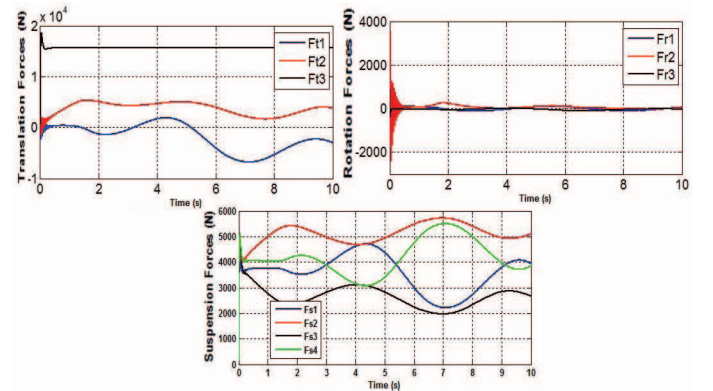 Translation Forces (N)
2 x 10^4
1
0
-1
0 2 4 6 8 10
Time (s)
Ft1
Ft2
Ft3
Rotation Forces (N)
4000
2000
0
-2000
0 2 4 6 8 10
Time (s)
Fr1
Fr2
Fr3
Suspension Forces (N)
6000
5000
4000
3000
2000
1000
0
0 1 2 3 4 5 6 7 8 9 10
Time (s)
Fs1
Fs2
Fs3
Fs4